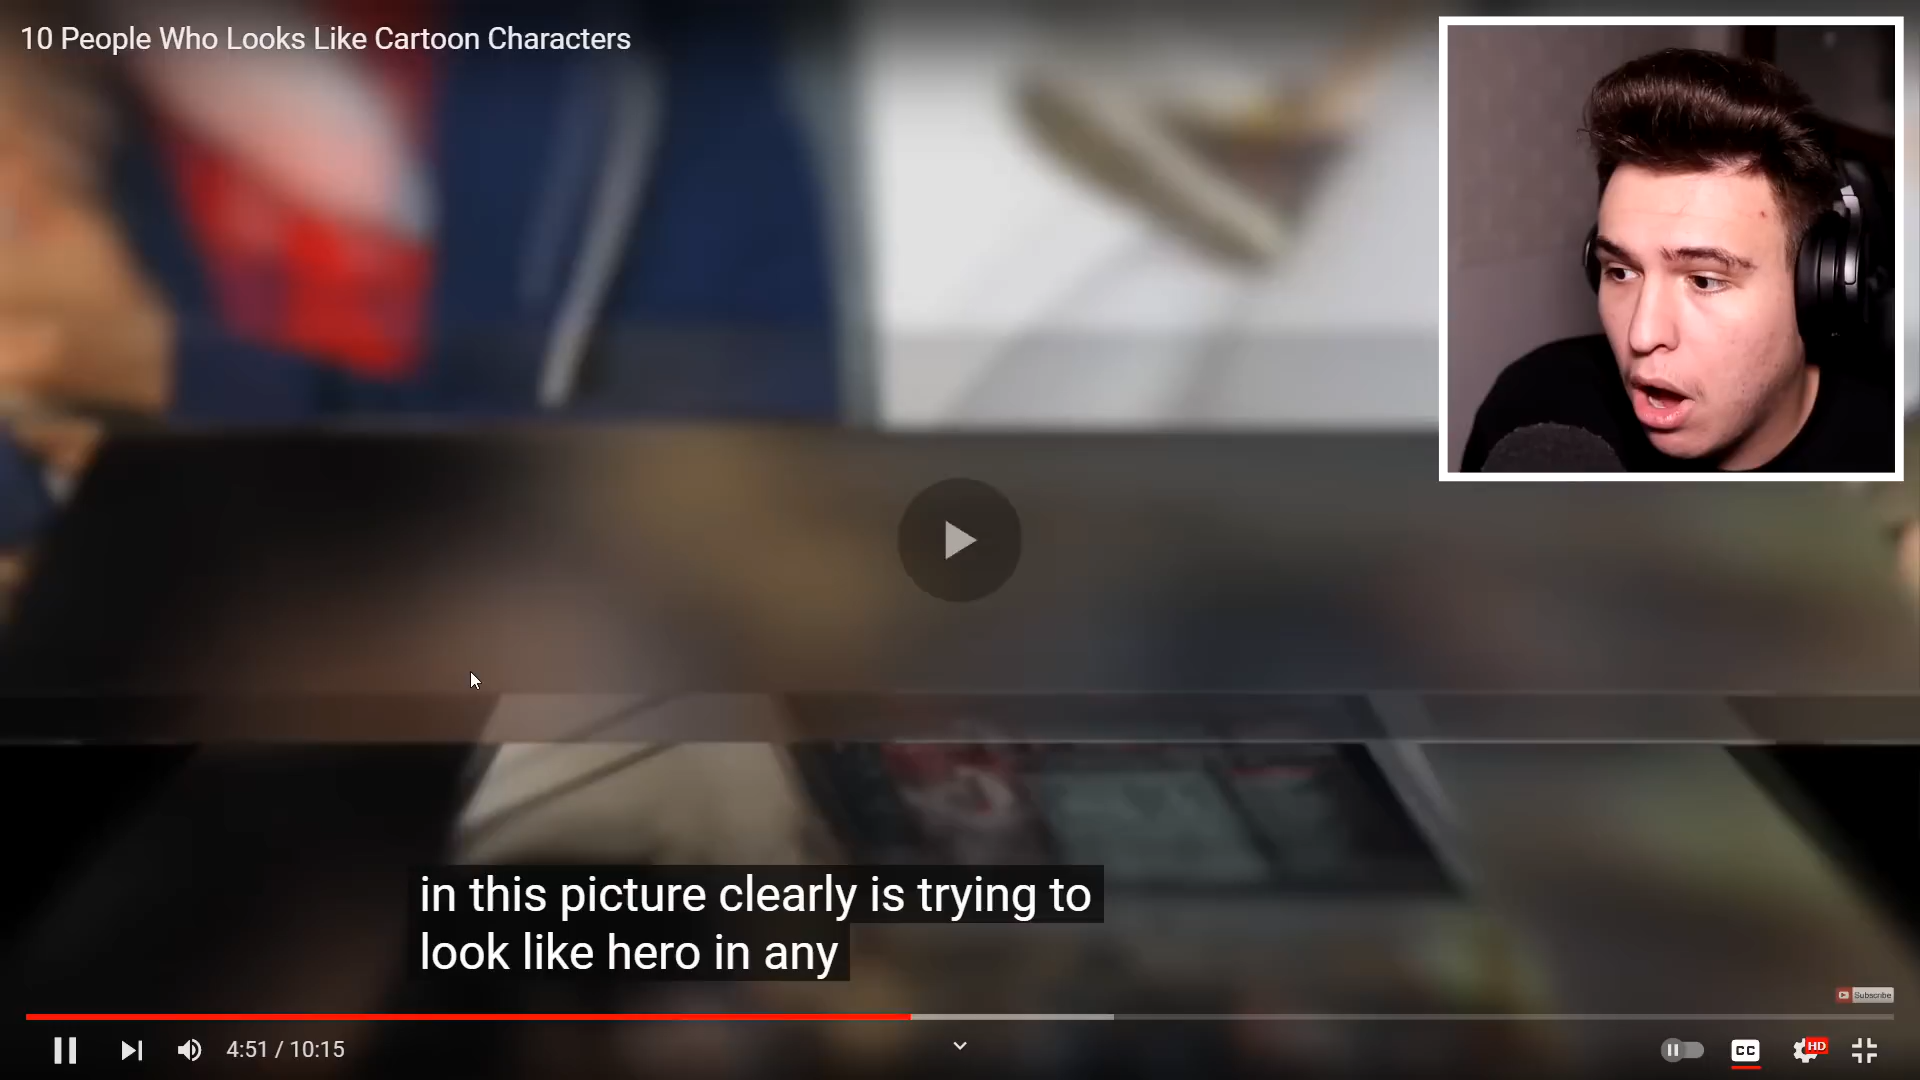 10 People Who Looks Like Cartoon Characters
in this picture clearly is trying to
look like hero in any
Subscribe
4:51 / 10:15
CC
HD